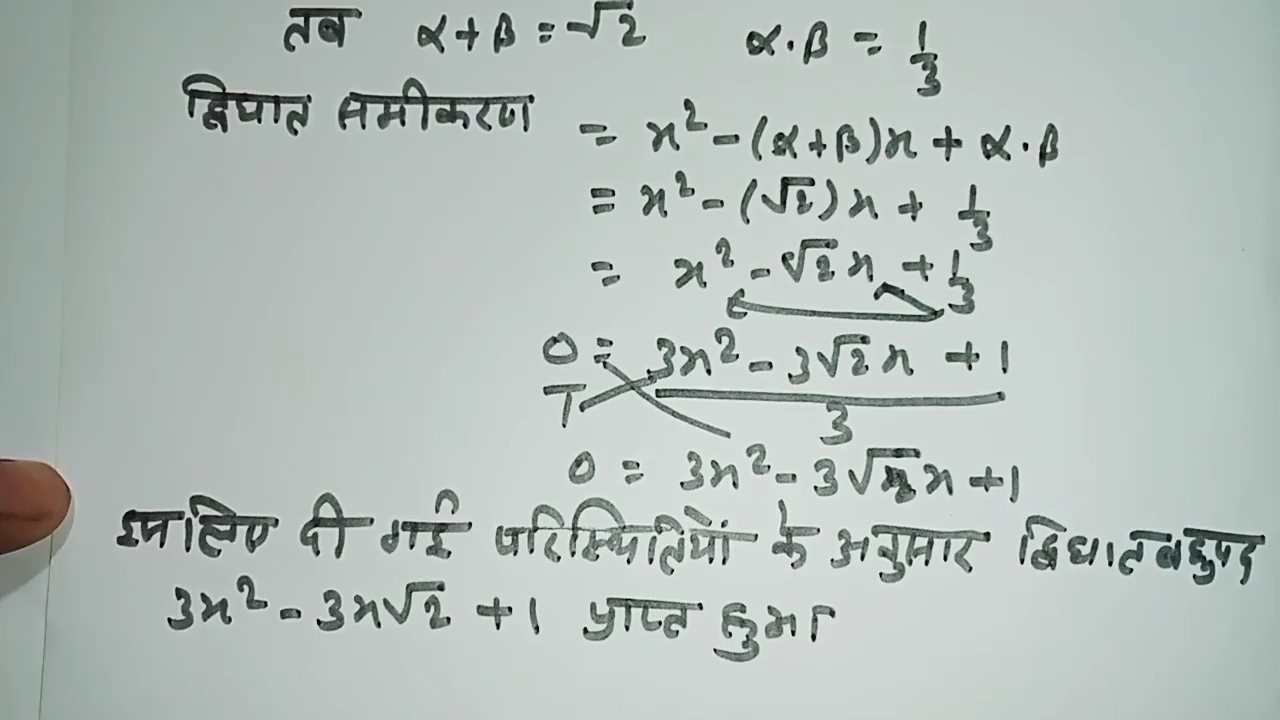 तब α+β = √2 α.β = 1/3
द्विघात समीकरण = x² - (α+β)x + α.β
= x² - (√2)x + 1/3
= x² - √2x + 1/3
0/1 = 3x² - 3√2x + 1/3
0 = 3x² - 3√2x + 1
इसलिए दी गई परिस्थितियों के अनुसार द्विघात बहुपद
3x² - 3x√2 + 1 प्राप्त हुआ